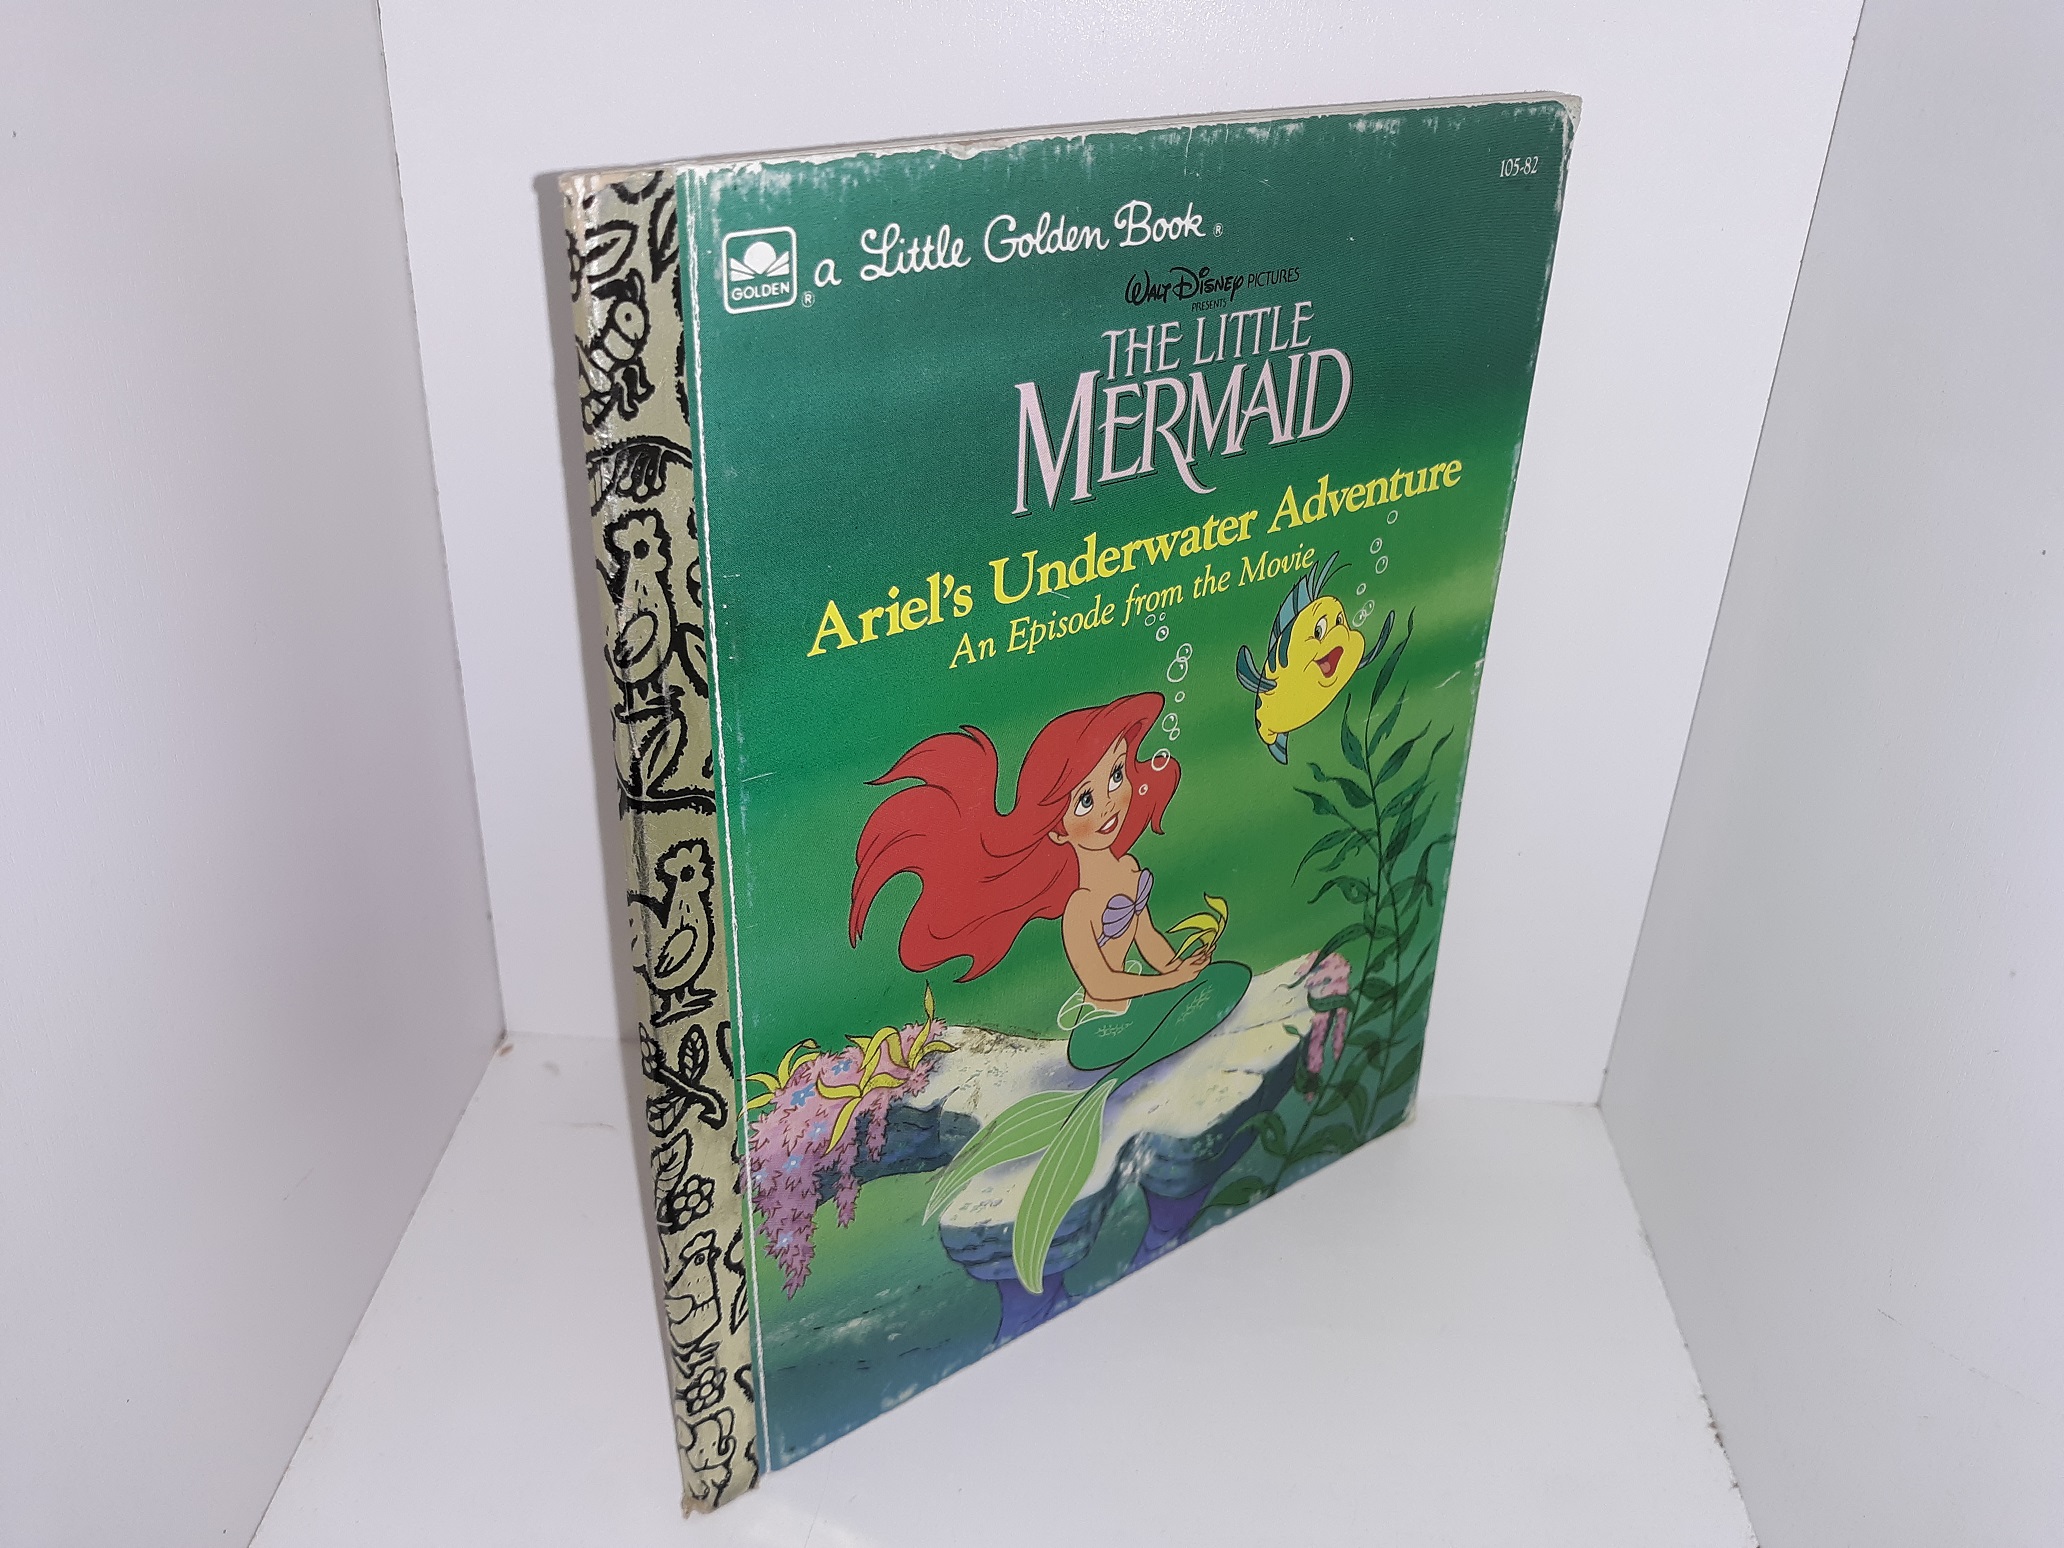 105-82
a Little Golden Book®
GOLDEN ®
WALT DISNEY PICTURES
PRESENTS
THE LITTLE
MERMAID
Ariel's Underwater Adventure
An Episode from the Movie